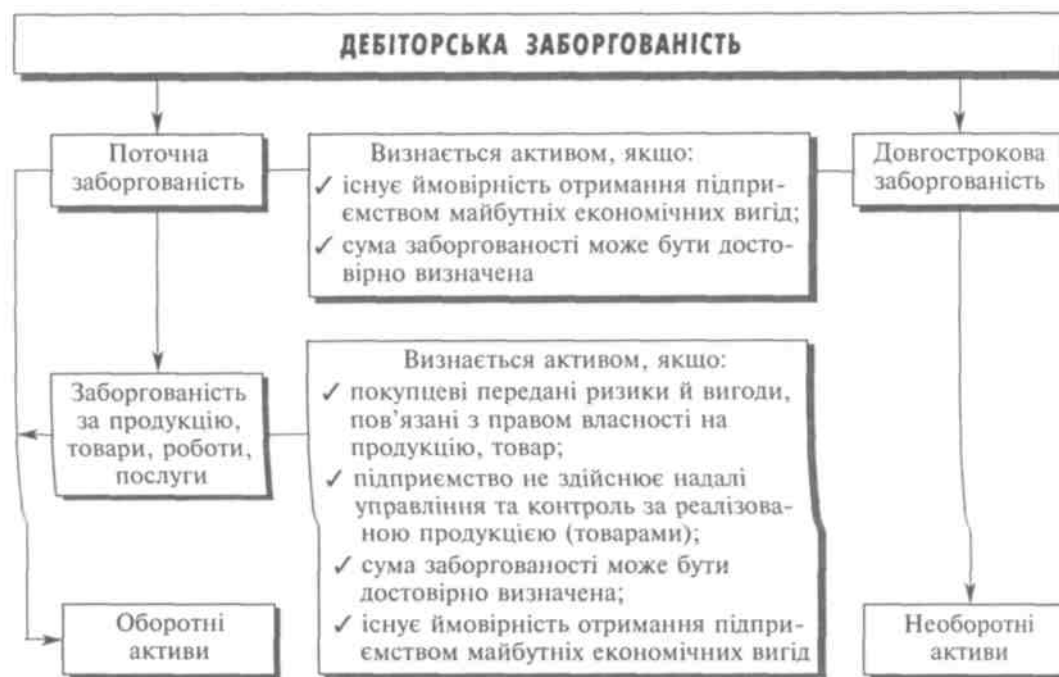 ДЕБІТОРСЬКА ЗАБОРГОВАНІСТЬ
Поточна
заборгованість
Визнається активом, якщо:
✓ існує ймовірність отримання підпри-
ємством майбутніх економічних вигід;
✓ сума заборгованості може бути досто-
вірно визначена
Довгострокова
заборгованість
Заборгованість
за продукцію,
товари, роботи,
послуги
Визнається активом, якщо:
✓ покупцеві передані ризики й вигоди,
пов’язані з правом власності на
продукцію, товар;
✓ підприємство не здійснює надалі
управління та контроль за реалізова-
ною продукцією (товарами);
✓ сума заборгованості може бути
достовірно визначена;
✓ існує ймовірність отримання підпри-
ємством майбутніх економічних вигід
Оборотні
активи
Необоротні
активи